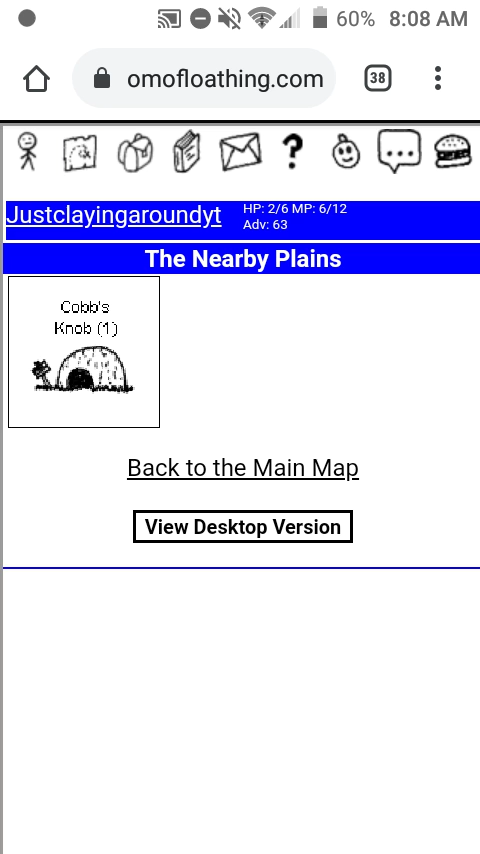 60% 8:08 AM
omofloathing.com 38
Justclayingaroundyt HP: 2/6 MP: 6/12
Adv: 63
The Nearby Plains
Cobb's
Knob (1)
Back to the Main Map
View Desktop Version